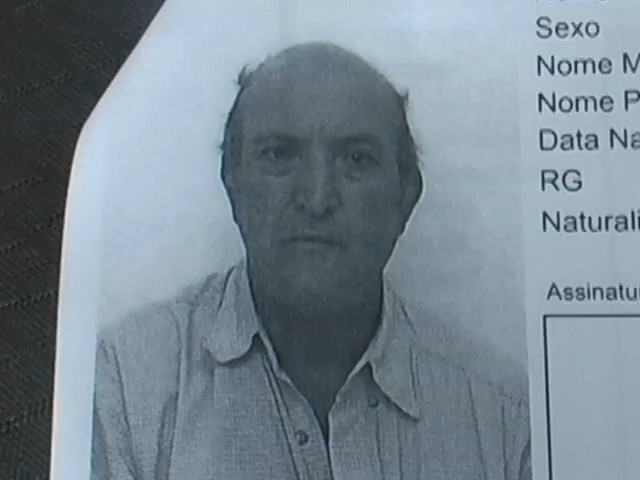 Sexo
Nome M
Nome P
Data Na
RG
Naturali
Assinatu